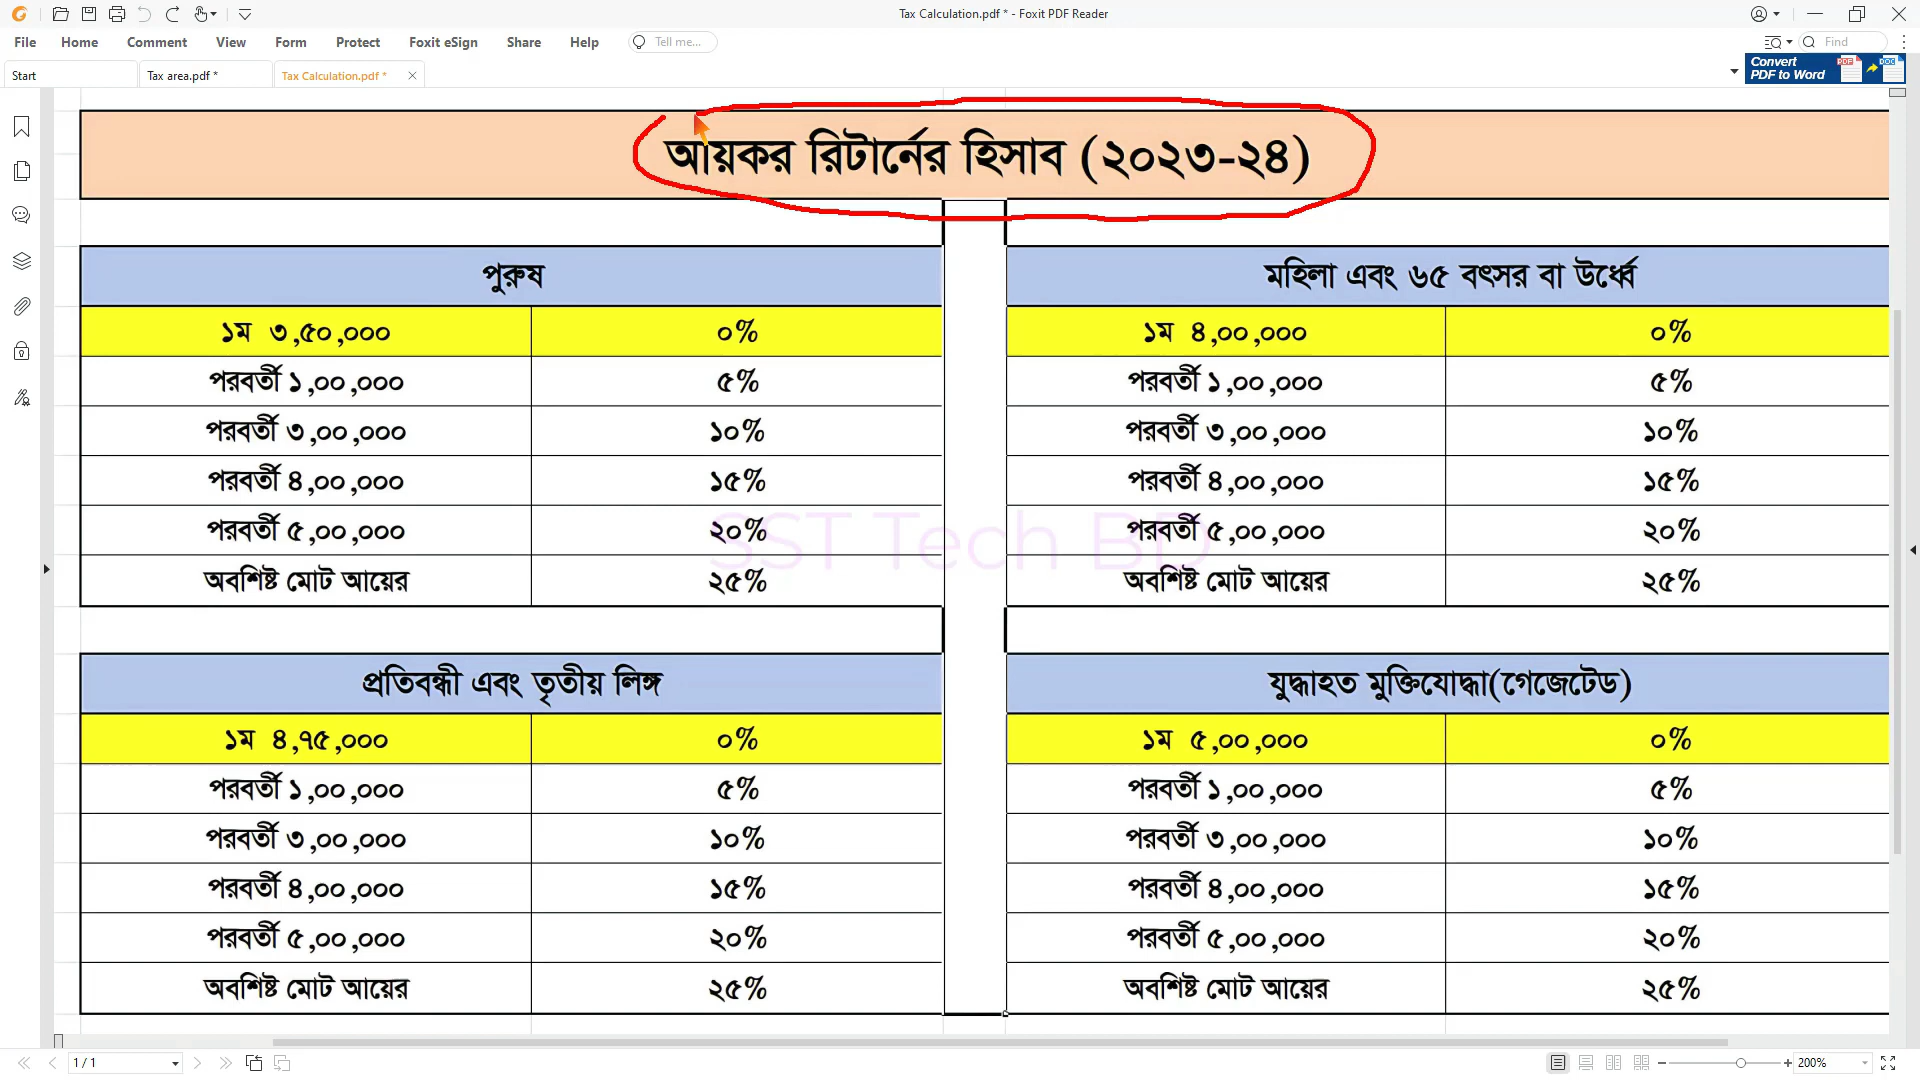 Tax Calculation.pdf * - Foxit PDF Reader
File Home Comment View Form Protect Foxit eSign Share Help Tell me... Find
Start Tax area.pdf * Tax Calculation.pdf *
Convert PDF to Word
আয়কর রিটার্নের হিসাব (২০২৩-২৪)
পুরুষ
১ম ৩,৫০,০০০ ০%
পরবর্তী ১,০০,০০০ ৫%
পরবর্তী ৩,০০,০০০ ১০%
পরবর্তী ৪,০০,০০০ ১৫%
পরবর্তী ৫,০০,০০০ ২০%
অবশিষ্ট মোট আয়ের ২৫%
মহিলা এবং ৬৫ বৎসর বা উর্ধ্বে
১ম ৪,০০,০০০ ০%
পরবর্তী ১,০০,০০০ ৫%
পরবর্তী ৩,০০,০০০ ১০%
পরবর্তী ৪,০০,০০০ ১৫%
পরবর্তী ৫,০০,০০০ ২০%
অবশিষ্ট মোট আয়ের ২৫%
SST Tech BD
প্রতিবন্ধী এবং তৃতীয় লিঙ্গ
১ম ৪,৭৫,০০০ ০%
পরবর্তী ১,০০,০০০ ৫%
পরবর্তী ৩,০০,০০০ ১০%
পরবর্তী ৪,০০,০০০ ১৫%
পরবর্তী ৫,০০,০০০ ২০%
অবশিষ্ট মোট আয়ের ২৫%
যুদ্ধাহত মুক্তিযোদ্ধা(গেজেটেড)
১ম ৫,০০,০০০ ০%
পরবর্তী ১,০০,০০০ ৫%
পরবর্তী ৩,০০,০০০ ১০%
পরবর্তী ৪,০০,০০০ ১৫%
পরবর্তী ৫,০০,০০০ ২০%
অবশিষ্ট মোট আয়ের ২৫%
1 / 1 200%